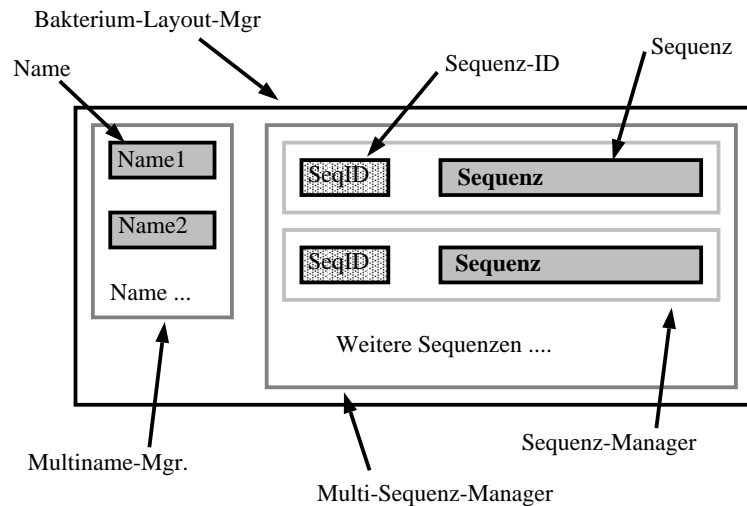 Bakterium-Layout-Mgr
Name
Sequenz-ID
Sequenz
Name1
SeqID
Sequenz
Name2
SeqID
Sequenz
Name ...
Weitere Sequenzen ....
Sequenz-Manager
Multiname-Mgr.
Multi-Sequenz-Manager